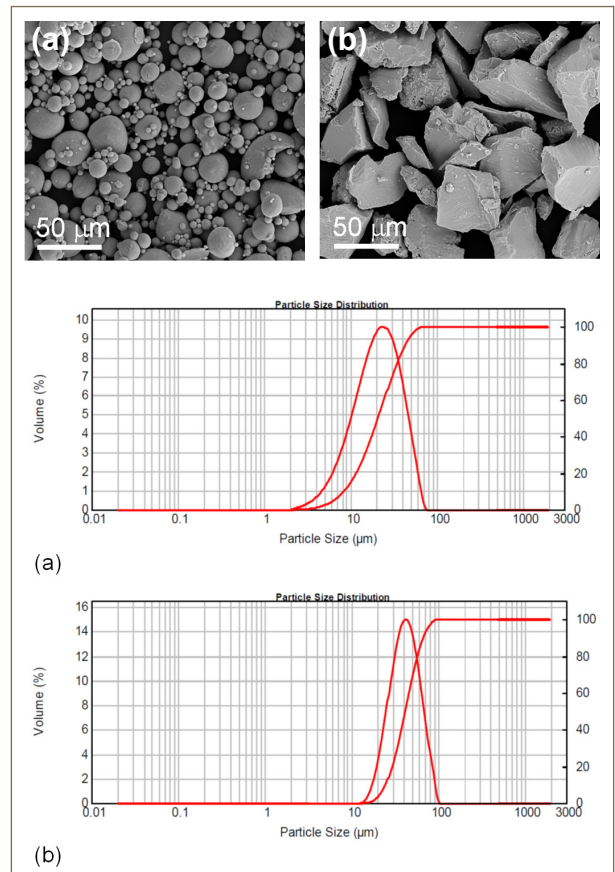 (a) (b)
50 μm 50 μm
Particle Size Distribution
10
9
8
7
6
5
4
3
2
1
0
Volume (%)
100
80
60
40
20
0
0.01 0.1 1 10 100 1000 3000
Particle Size (µm)
(a)
Particle Size Distribution
16
14
12
10
8
6
4
2
0
Volume (%)
100
80
60
40
20
0
0.01 0.1 1 10 100 1000 3000
Particle Size (µm)
(b)